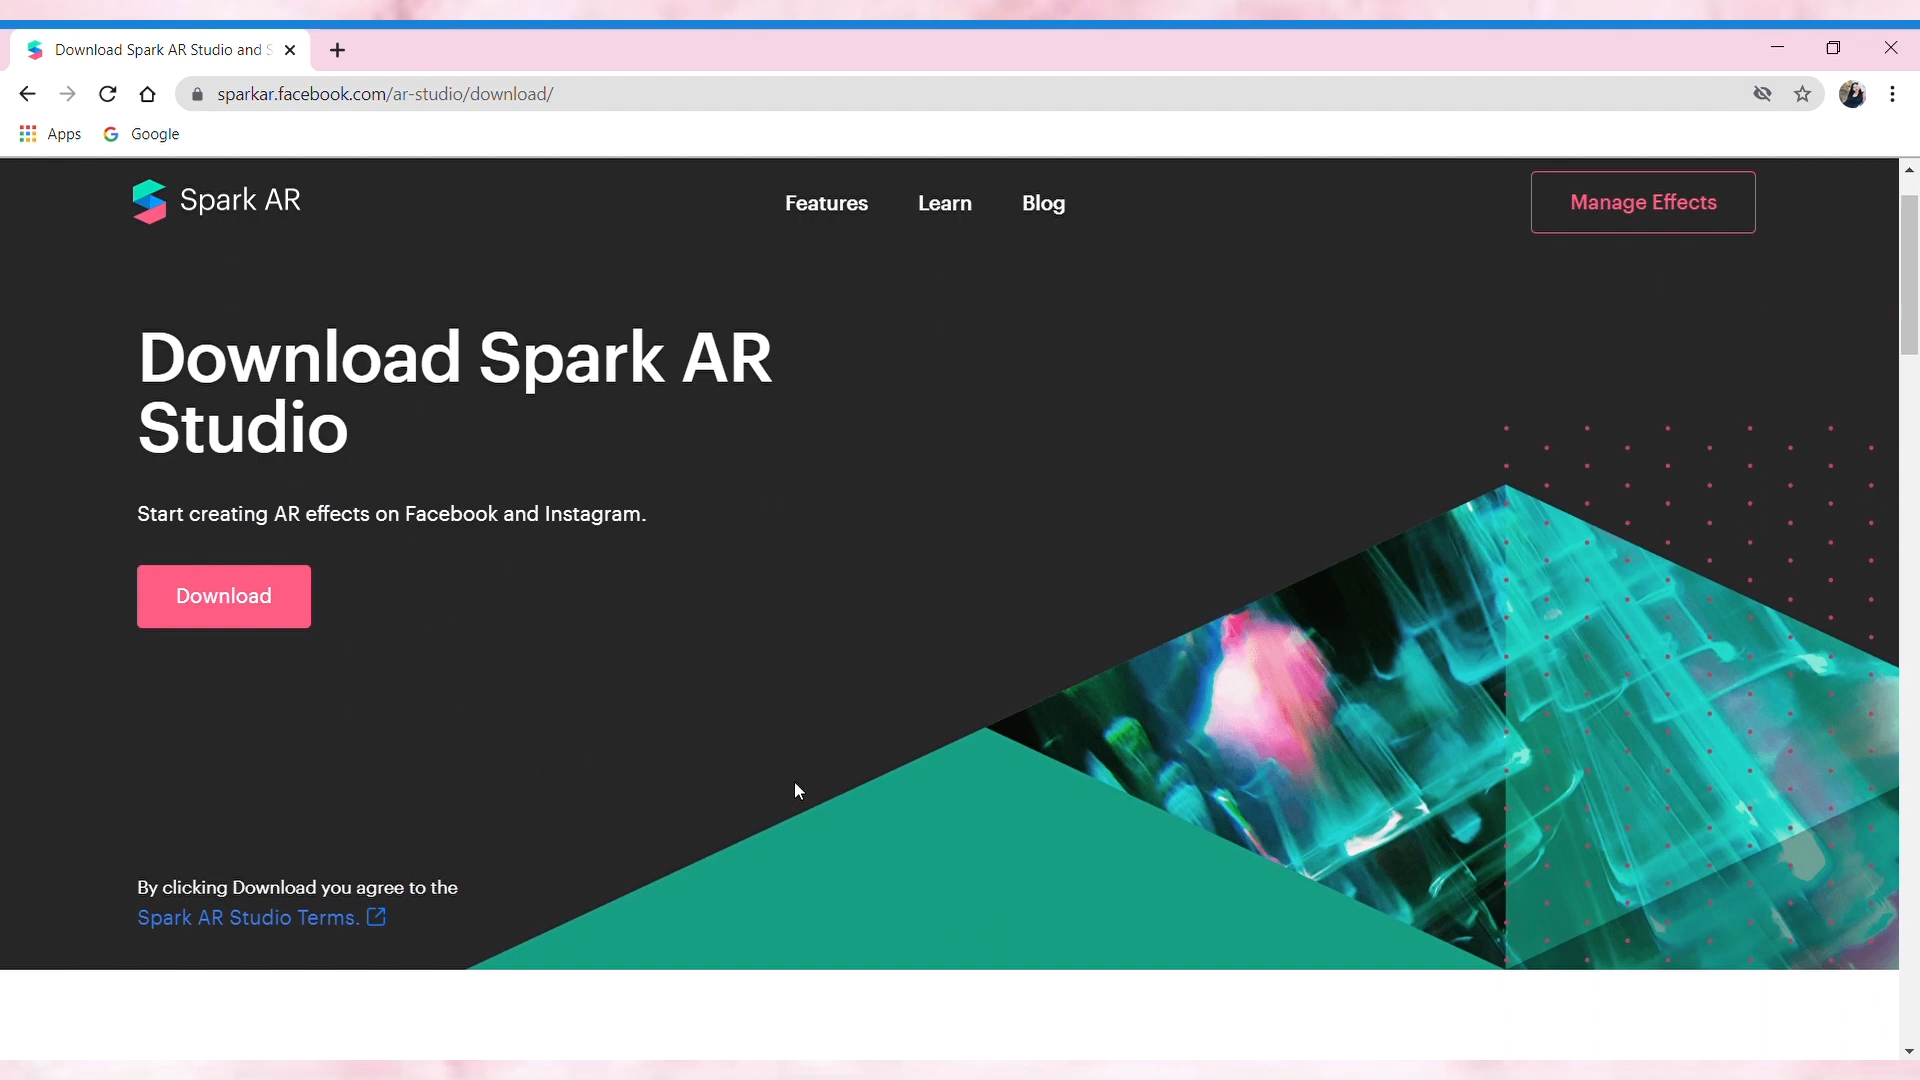 Download Spark AR Studio and S
sparkar.facebook.com/ar-studio/download/
Apps
Google
Spark AR
Features
Learn
Blog
Manage Effects
Download Spark AR
Studio
Start creating AR effects on Facebook and Instagram.
Download
By clicking Download you agree to the
Spark AR Studio Terms.